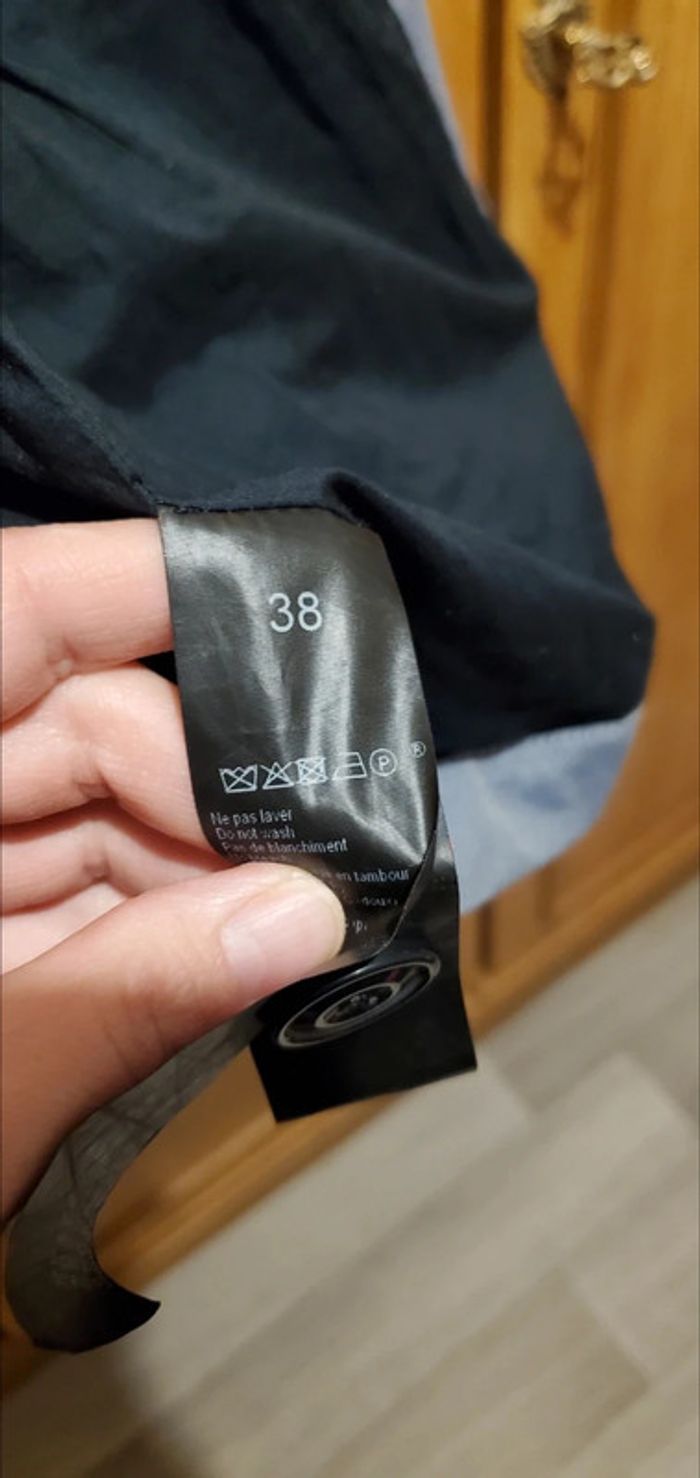 38
P
®
Ne pas laver
Do not wash
Pas de blanchiment
en tambour